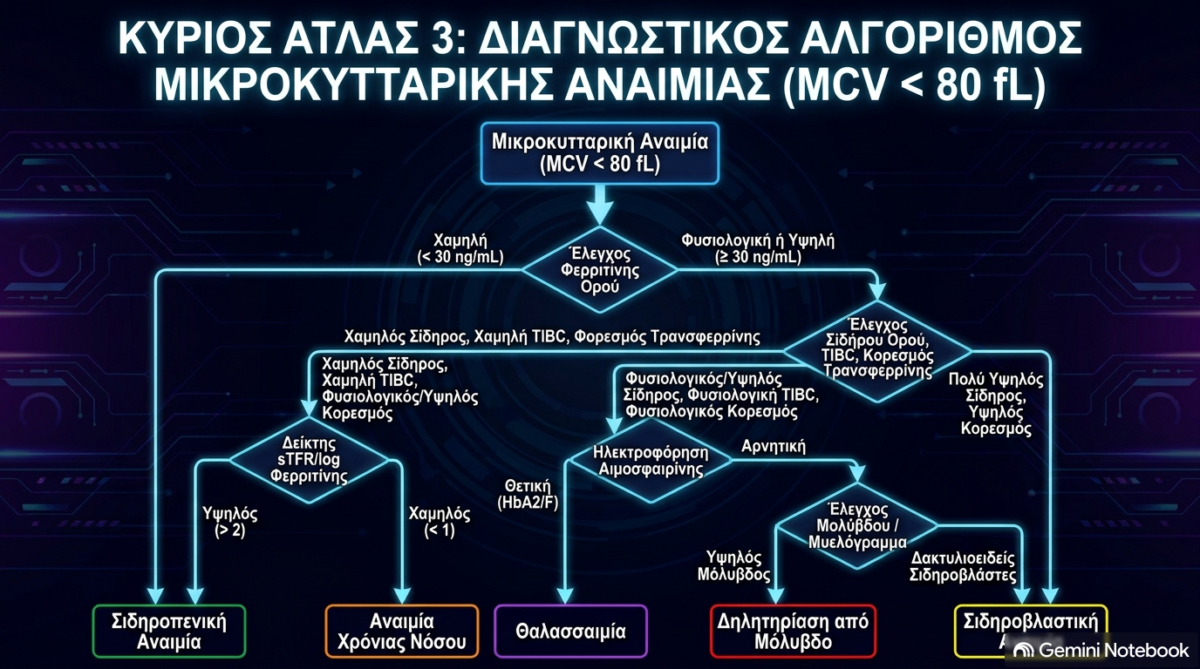 ΚΥΡΙΟΣ ΑΤΛΑΣ 3: ΔΙΑΓΝΩΣΤΙΚΟΣ ΑΛΓΟΡΙΘΜΟΣ
ΜΙΚΡΟΚΥΤΤΑΡΙΚΗΣ ΑΝΑΙΜΙΑΣ (MCV < 80 fL)
Μικροκυτταρική Αναιμία
(MCV < 80 fL)
Χαμηλή
(< 30 ng/mL)
Έλεγχος
Φερριτίνης
Ορού
Φυσιολογική ή Υψηλή
(≥ 30 ng/mL)
Χαμηλός Σίδηρος, Χαμηλή TIBC, Φορεσμός Τρανσφερρίνης
Έλεγχος
Σιδήρου Ορού,
TIBC, Κορεσμός
Τρανσφερρίνης
Χαμηλός Σίδηρος,
Χαμηλή TIBC,
Φυσιολογικός/Υψηλός
Κορεσμός
Φυσιολογικός/Υψηλός
Σίδηρος, Φυσιολογική TIBC,
Φυσιολογικός Κορεσμός
Πολύ Υψηλός
Σίδηρος,
Υψηλός
Κορεσμός
Δείκτης
sTFR/log
Φερριτίνης
Ηλεκτροφόρηση
Αιμοσφαιρίνης
Αρνητική
Υψηλός
(> 2)
Χαμηλός
(< 1)
Θετική
(HbA2/F)
Έλεγχος
Μολύβδου /
Μυελόγραμμα
Υψηλός
Μόλυβδος
Δακτυλιοειδείς
Σιδηροβλάστες
Σιδηροπενική
Αναιμία
Αναιμία
Χρόνιας Νόσου
Θαλασσαιμία
Δηλητηρίαση από
Μόλυβδο
Σιδηροβλαστική
Gemini Notebook